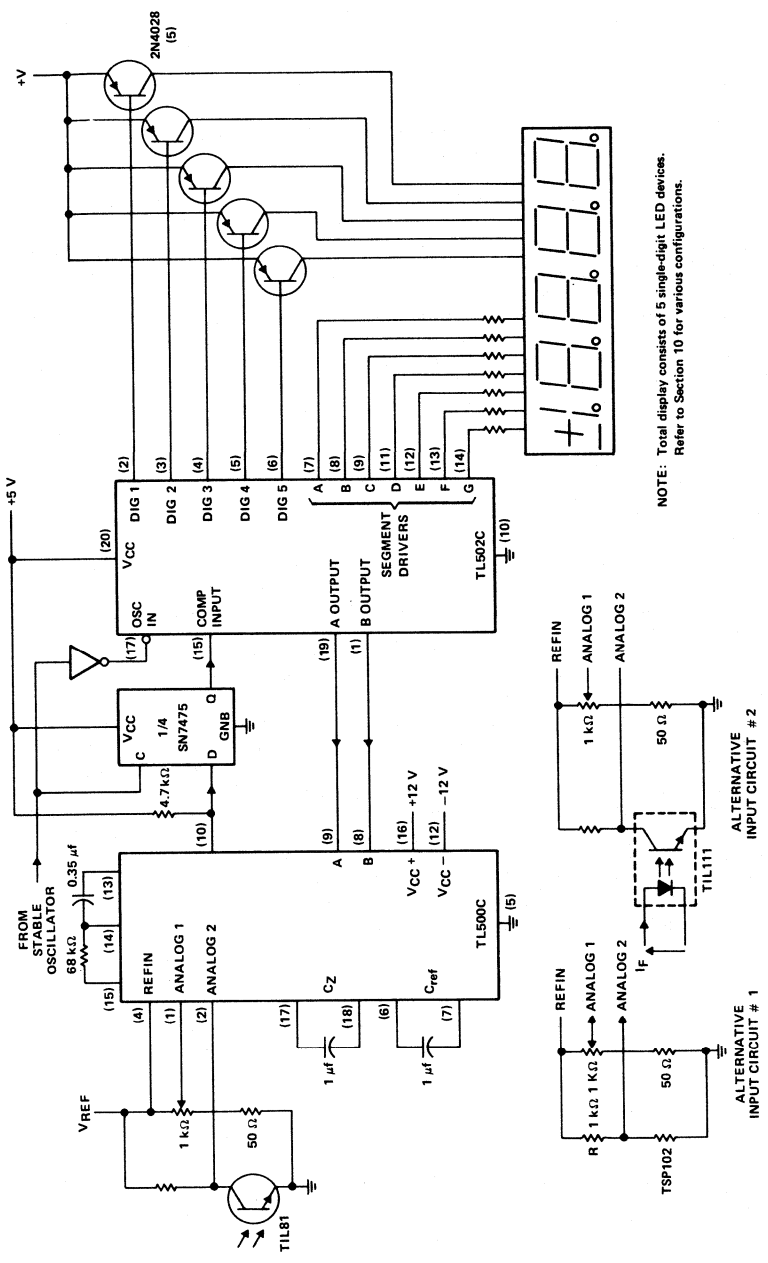 +V
2N4028
(5)
+5 V
(20)
VCC
(17)
OSC
IN
(15)
COMP
INPUT
(19)
A OUTPUT
(1)
B OUTPUT
DIG 1
(2)
DIG 2
(3)
DIG 3
(4)
DIG 4
(5)
DIG 5
(6)
A
(7)
B
(8)
C
(9)
D
(11)
E
(12)
F
(13)
G
(14)
SEGMENT
DRIVERS
TL502C
(10)
NOTE: Total display consists of 5 single-digit LED devices.
Refer to Section 10 for various configurations.
VCC
C
1/4
SN7475
D
Q
GNB
4.7 kΩ
FROM
STABLE
OSCILLATOR
68 kΩ
0.35 µf
(15)
(14)
(13)
(10)
(4)
REFIN
(1)
ANALOG 1
(2)
ANALOG 2
(17)
CZ
(18)
1 µf
(6)
Cref
(7)
1 µf
A
(9)
B
(8)
VCC +
(16)
+12 V
VCC −
(12)
−12 V
TL500C
(5)
VREF
1 kΩ
50 Ω
TIL81
REFIN
R
1 kΩ
1 KΩ
ANALOG 1
ANALOG 2
TSP102
50 Ω
ALTERNATIVE
INPUT CIRCUIT # 1
REFIN
1 kΩ
ANALOG 1
ANALOG 2
50 Ω
IF
TIL111
ALTERNATIVE
INPUT CIRCUIT #2